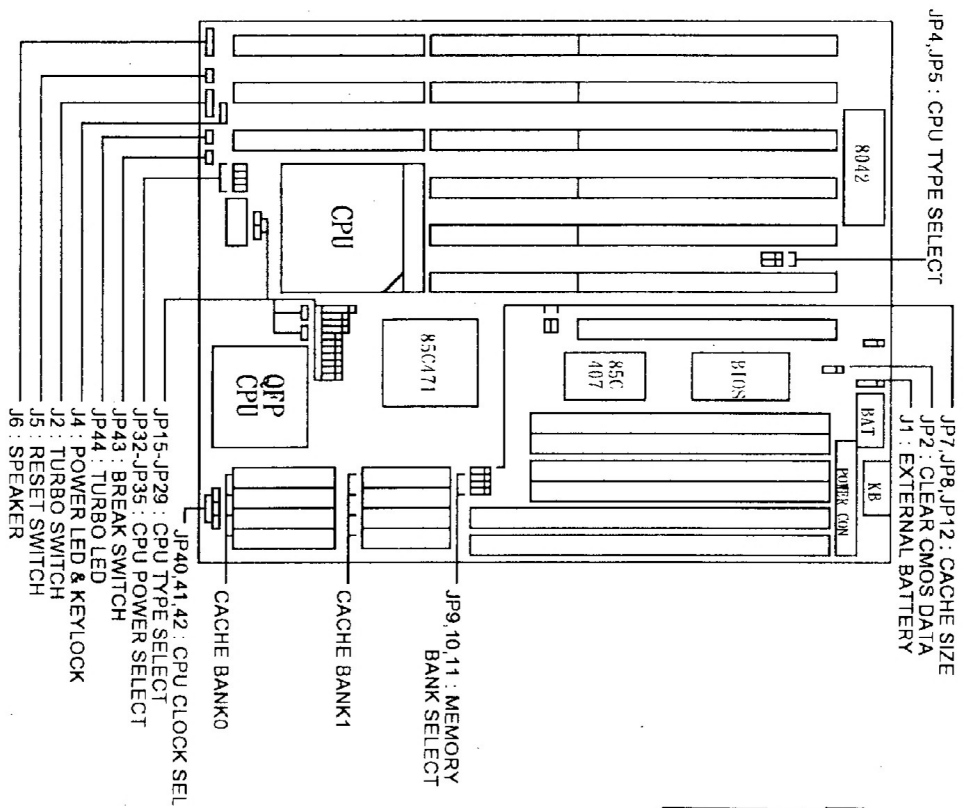 JP4,JP5 : CPU TYPE SELECT
8042
CPU
85C471
85C
407
BIOS
QFP
CPU
BAT
KB
POWER CON
JP7,JP8,JP12 : CACHE SIZE
JP2 : CLEAR CMOS DATA
J1 : EXTERNAL BATTERY
JP9,10,11 : MEMORY
BANK SELECT
CACHE BANK1
CACHE BANK0
JP40,41,42 : CPU CLOCK SEL
JP15-JP29 : CPU TYPE SELECT
JP32-JP35 : CPU POWER SELECT
JP43 : BREAK SWITCH
JP44 : TURBO LED
J4 : POWER LED & KEYLOCK
J2 : TURBO SWITCH
J5 : RESET SWITCH
J6 : SPEAKER